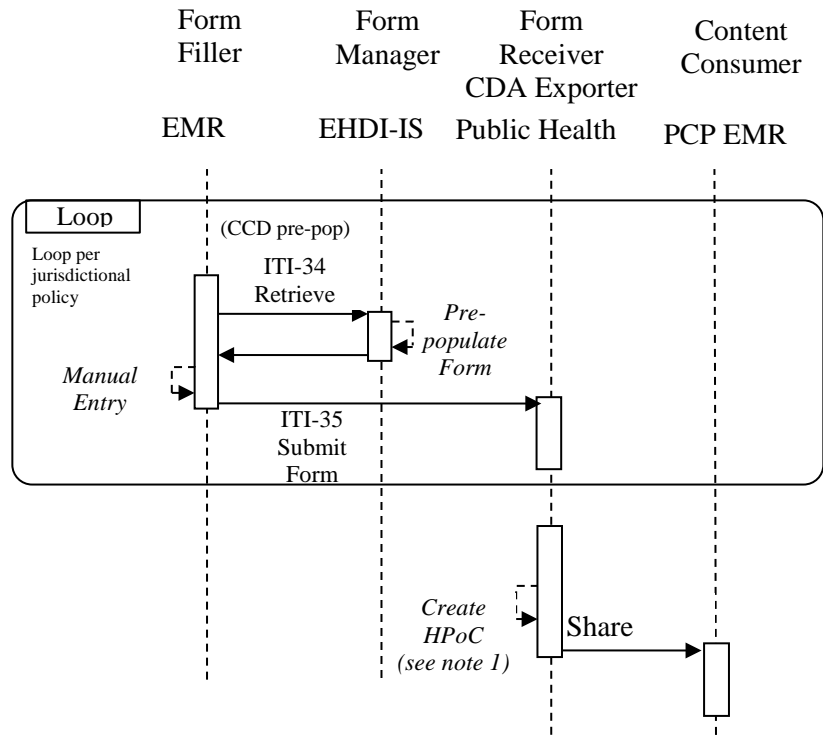 Form
Filler
Form
Manager
Form
Receiver
CDA Exporter
Content
Consumer
EMR
EHDI-IS
Public Health
PCP EMR
Loop
Loop per
jurisdictional
policy
(CCD pre-pop)
ITI-34
Retrieve
Pre-
populate
Form
Manual
Entry
ITI-35
Submit
Form
Create
HPoC
(see note 1)
Share